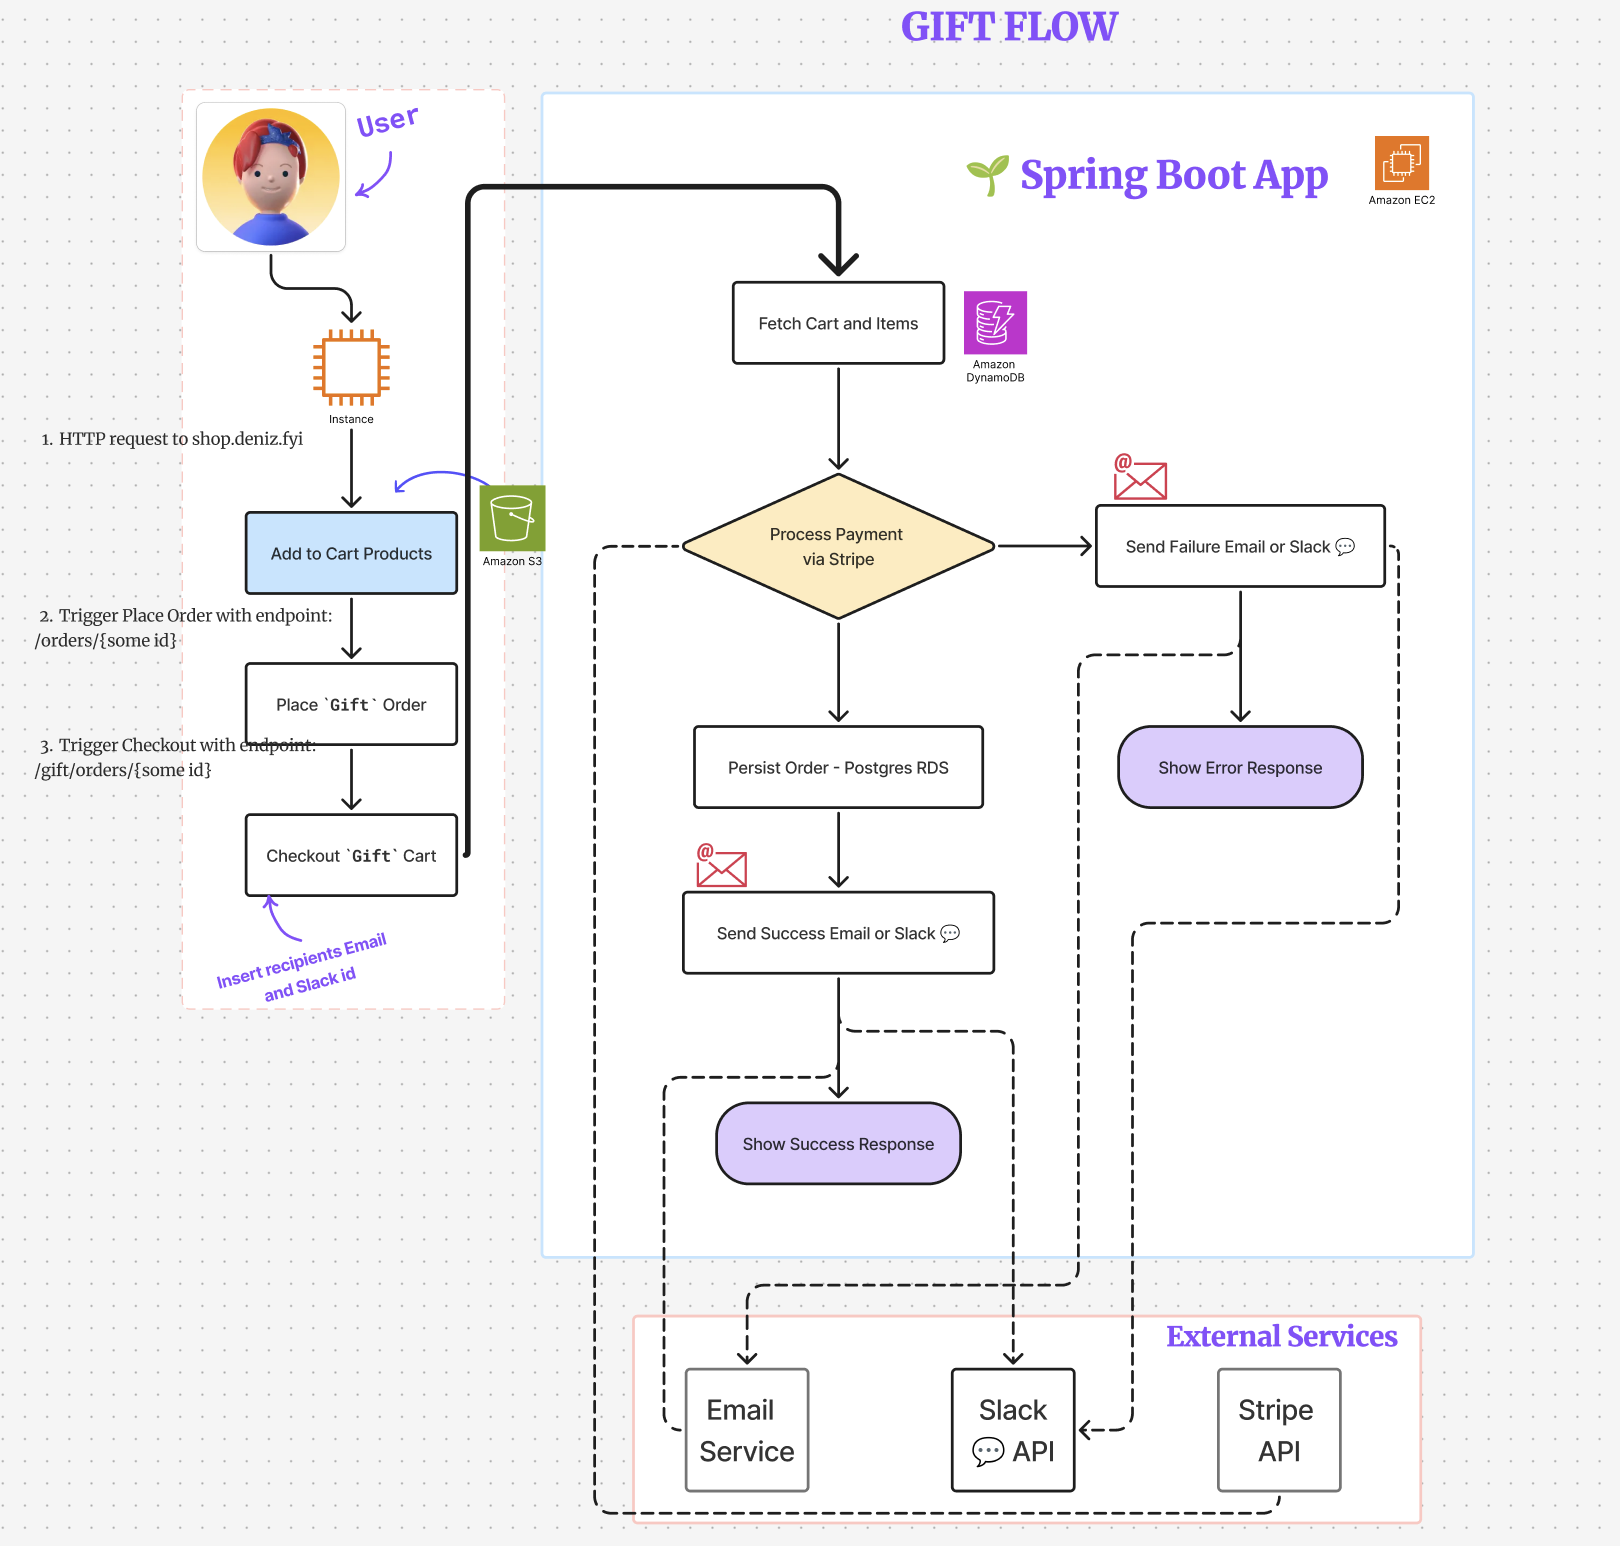 GIFT FLOW
User
Spring Boot App
Amazon EC2
Fetch Cart and Items
Amazon
DynamoDB
Instance
1. HTTP request to shop.deniz.fyi
@
Process Payment
via Stripe
Send Failure Email or Slack
Add to Cart Products
Amazon S3
2. Trigger Place Order with endpoint:
/orders/{some id}
Place `Gift` Order
3. Trigger Checkout with endpoint:
/gift/orders/{some id}
Persist Order - Postgres RDS
Show Error Response
Checkout `Gift` Cart
@
Send Success Email or Slack
Insert recipients Email
and Slack id
Show Success Response
External Services
Email
Service
Slack
API
Stripe
API